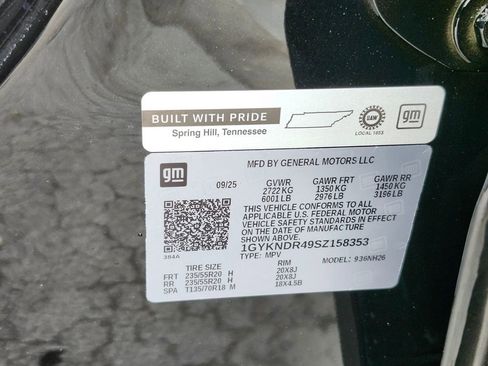 BUILT WITH PRIDE
Spring Hill, Tennessee
UAW
LOCAL 1853
gm
gm
MFD BY GENERAL MOTORS LLC
09/25
GVWR GAWR FRT GAWR RR
2722 KG 1350 KG 1450 KG
6001 LB 2976 LB 3196 LB
THIS VEHICLE CONFORMS TO ALL
APPLICABLE U.S. FEDERAL MOTOR
VEHICLE SAFETY STANDARDS IN EFFECT
ON THE DATE OF MANUFACTURE
SHOWN ABOVE.
384A
1GYKNDR49SZ158353
TYPE: MPV MODEL: 936NH26
TIRE SIZE RIM
FRT 235/55R20 H 20X8J
RR 235/55R20 H 20X8J
SPA T135/70R18 M 18X4.5B